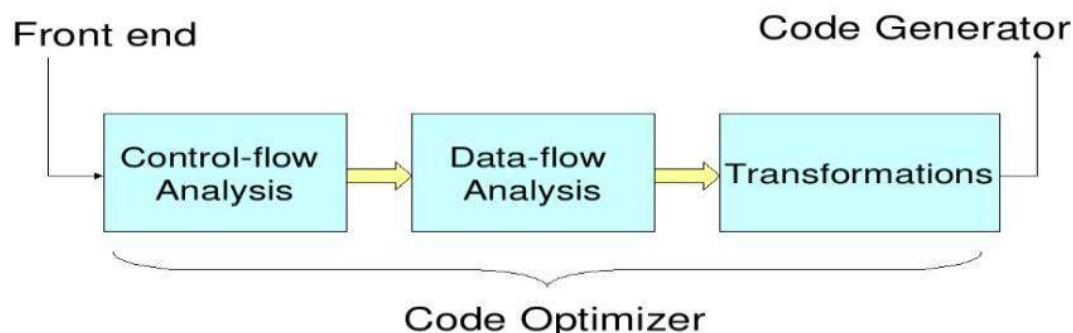 Front end
Code Generator
Control-flow
Analysis
Data-flow
Analysis
Transformations
Code Optimizer